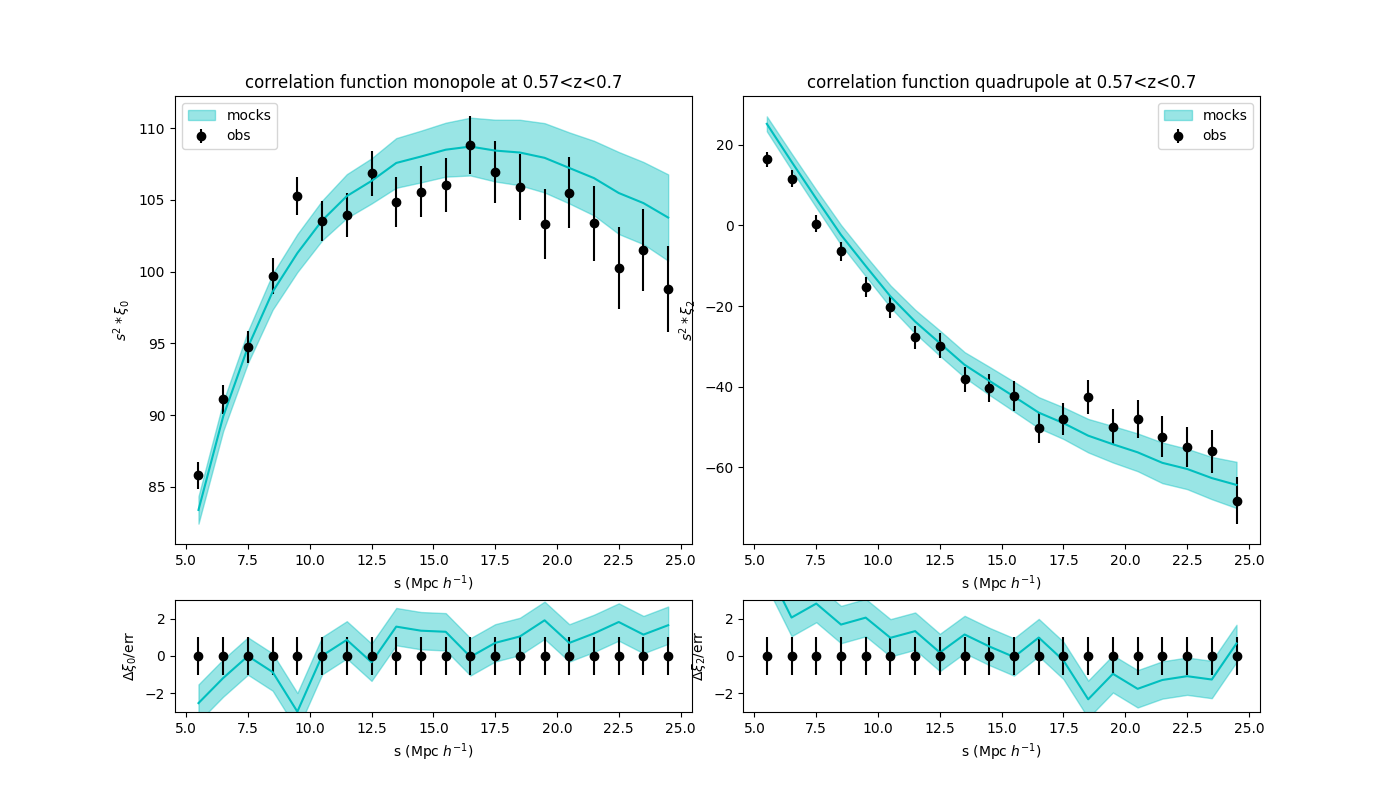 correlation function monopole at 0.57<z<0.7
mocks
obs
110
105
100
95
90
85
s² * ξ₀
5.0 7.5 10.0 12.5 15.0 17.5 20.0 22.5 25.0
s (Mpc h⁻¹)
2
0
−2
Δξ₀/err
5.0 7.5 10.0 12.5 15.0 17.5 20.0 22.5 25.0
s (Mpc h⁻¹)
correlation function quadrupole at 0.57<z<0.7
mocks
obs
20
0
−20
−40
−60
s² * ξ₂
5.0 7.5 10.0 12.5 15.0 17.5 20.0 22.5 25.0
s (Mpc h⁻¹)
2
0
−2
Δξ₂/err
5.0 7.5 10.0 12.5 15.0 17.5 20.0 22.5 25.0
s (Mpc h⁻¹)